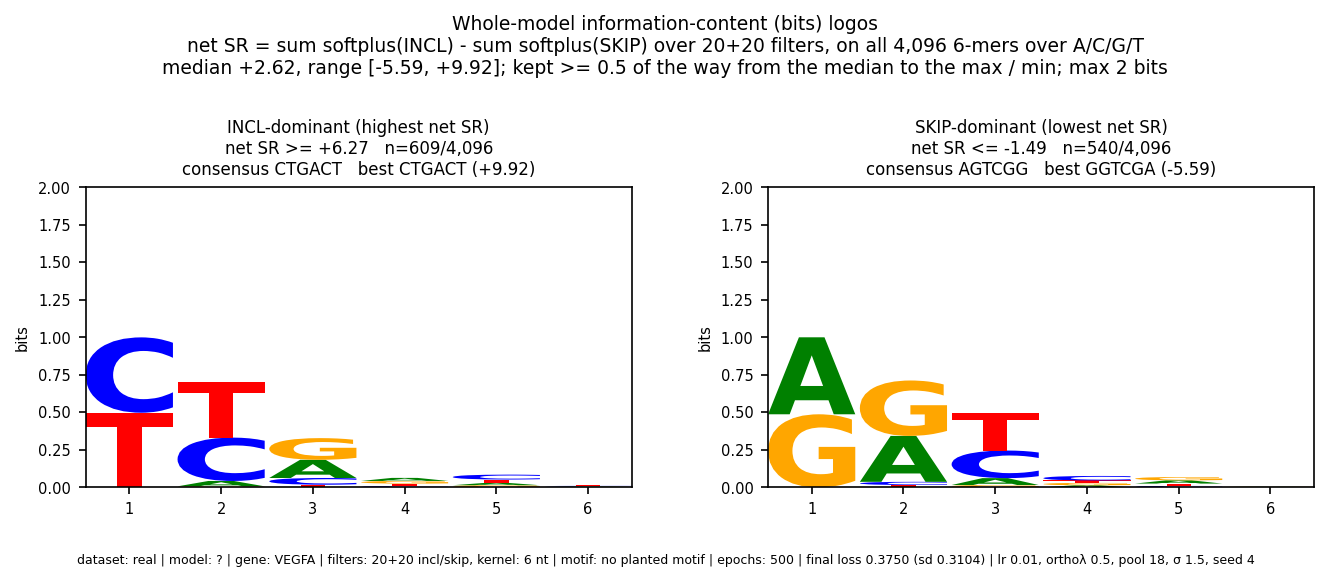 Whole-model information-content (bits) logos
net SR = sum softplus(INCL) - sum softplus(SKIP) over 20+20 filters, on all 4,096 6-mers over A/C/G/T
median +2.62, range [-5.59, +9.92]; kept >= 0.5 of the way from the median to the max / min; max 2 bits
INCL-dominant (highest net SR)
net SR >= +6.27   n=609/4,096
consensus CTGACT   best CTGACT (+9.92)
2.00
1.75
1.50
1.25
1.00
0.75
0.50
0.25
0.00
bits
C
T
T
C
A
G
A
C
1 2 3 4 5 6
SKIP-dominant (lowest net SR)
net SR <= -1.49   n=540/4,096
consensus AGTCGG   best GGTCGA (-5.59)
2.00
1.75
1.50
1.25
1.00
0.75
0.50
0.25
0.00
bits
A
G
G
A
C
T
C
A
1 2 3 4 5 6
dataset: real | model: ? | gene: VEGFA | filters: 20+20 incl/skip, kernel: 6 nt | motif: no planted motif | epochs: 500 | final loss 0.3750 (sd 0.3104) | lr 0.01, orthoλ 0.5, pool 18, σ 1.5, seed 4